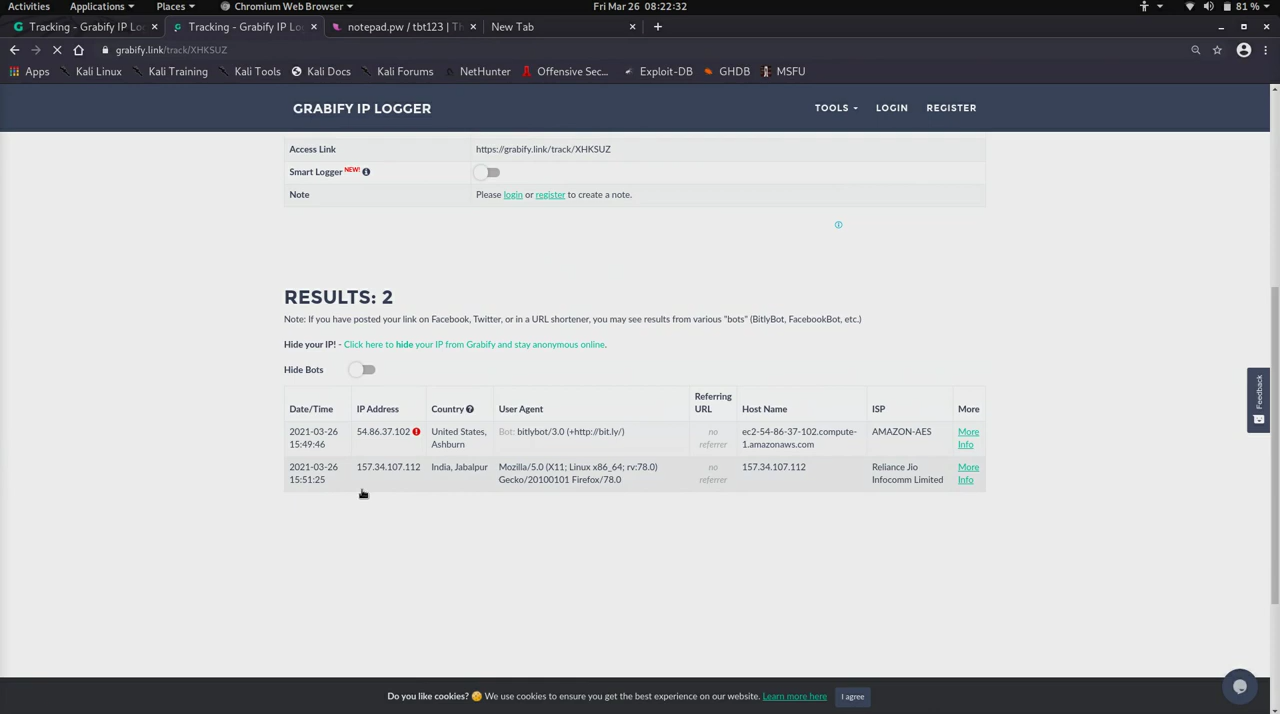 Activities Applications Places Chromium Web Browser Fri Mar 26 08:22:32 81 %
Tracking - Grabify IP Lo Tracking - Grabify IP Lo notepad.pw / tbt123 | Th New Tab
grabify.link/track/XHKSUZ
Apps Kali Linux Kali Training Kali Tools Kali Docs Kali Forums NetHunter Offensive Sec... Exploit-DB GHDB MSFU
GRABIFY IP LOGGER TOOLS LOGIN REGISTER
Access Link https://grabify.link/track/XHKSUZ
Smart Logger NEW!
Note Please login or register to create a note.
RESULTS: 2
Note: If you have posted your link on Facebook, Twitter, or in a URL shortener, you may see results from various "bots" (BitlyBot, FacebookBot, etc.)
Hide your IP! - Click here to hide your IP from Grabify and stay anonymous online.
Hide Bots
Feedback
Date/Time IP Address Country User Agent Referring URL Host Name ISP More
2021-03-26 54.86.37.102 United States, Bot: bitlybot/3.0 (+http://bit.ly/) no ec2-54-86-37-102.compute- AMAZON-AES More
15:49:46 Ashburn referrer 1.amazonaws.com Info
2021-03-26 157.34.107.112 India, Jabalpur Mozilla/5.0 (X11; Linux x86_64; rv:78.0) no 157.34.107.112 Reliance Jio More
15:51:25 Gecko/20100101 Firefox/78.0 referrer Infocomm Limited Info
Do you like cookies? 🍪 We use cookies to ensure you get the best experience on our website. Learn more here I agree